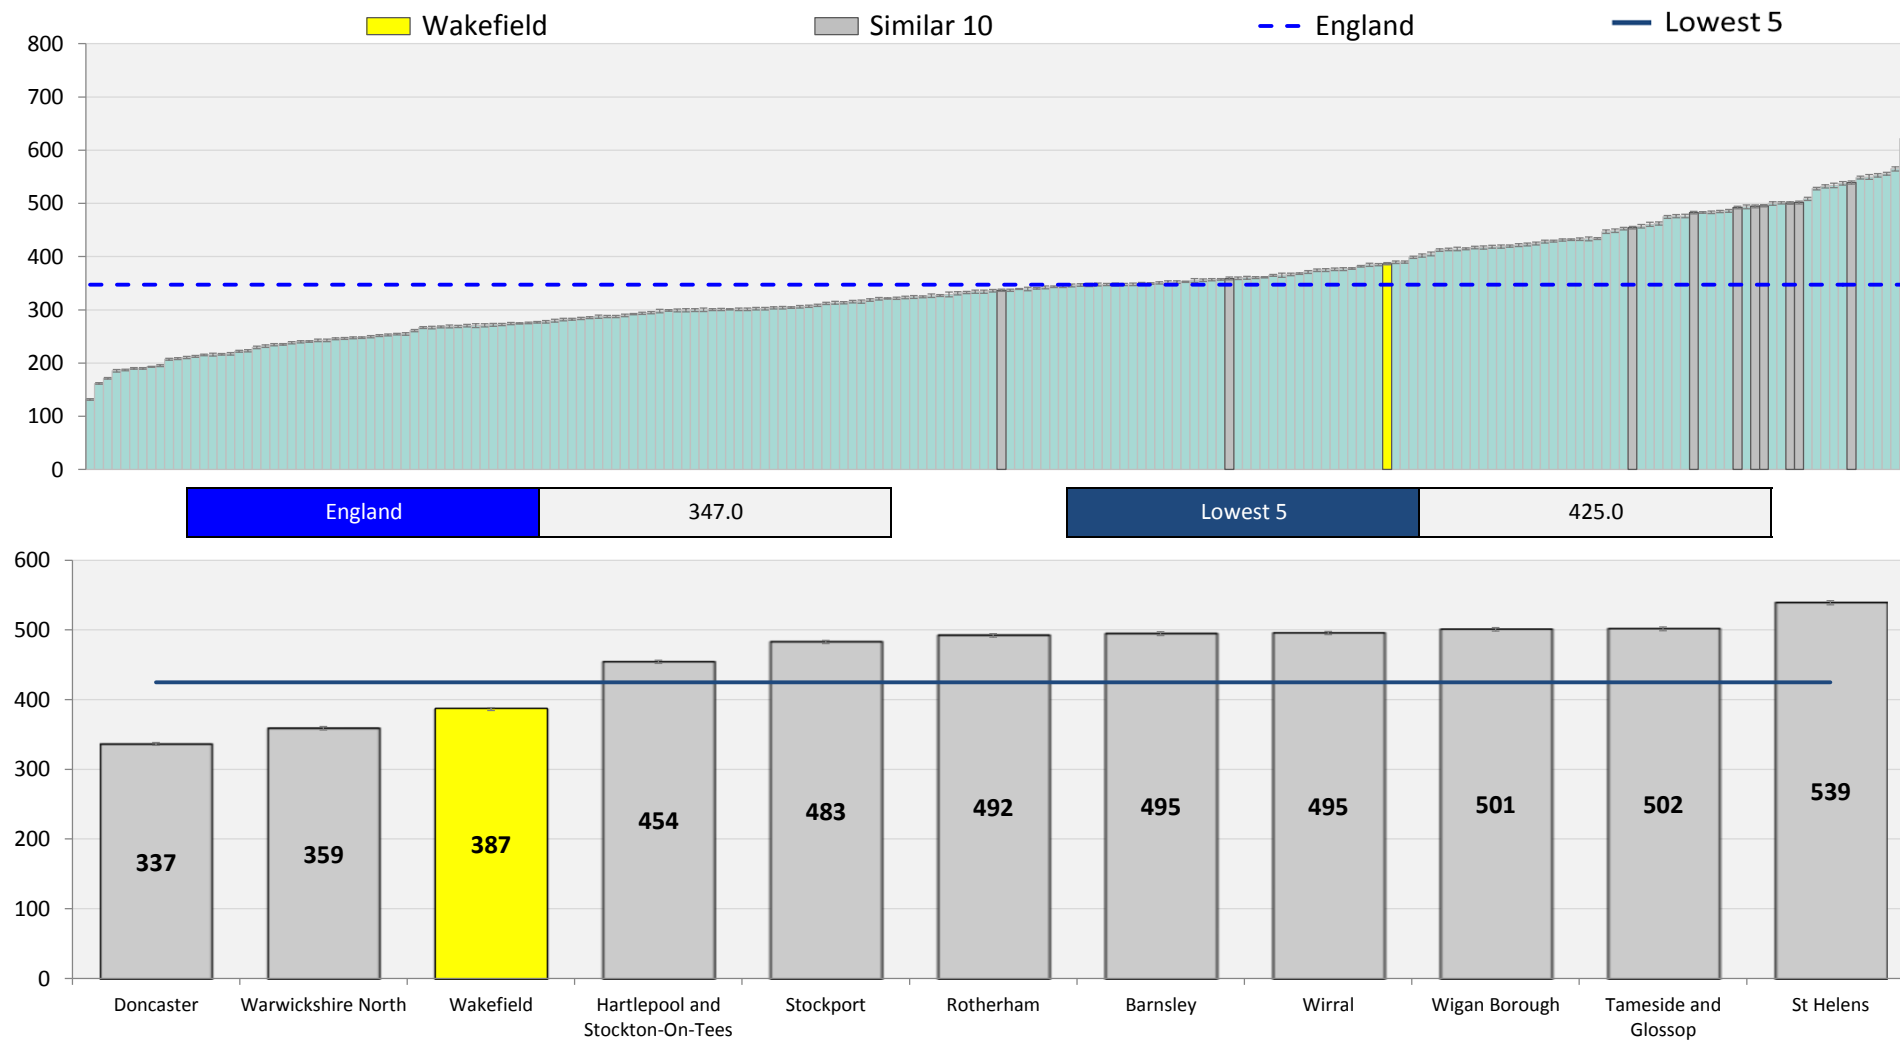 Wakefield
Similar 10
England
Lowest 5
800
700
600
500
400
300
200
100
0
England
347.0
Lowest 5
425.0
600
500
400
300
200
100
0
337
359
387
454
483
492
495
495
501
502
539
Doncaster
Warwickshire North
Wakefield
Hartlepool and
Stockton-On-Tees
Stockport
Rotherham
Barnsley
Wirral
Wigan Borough
Tameside and
Glossop
St Helens